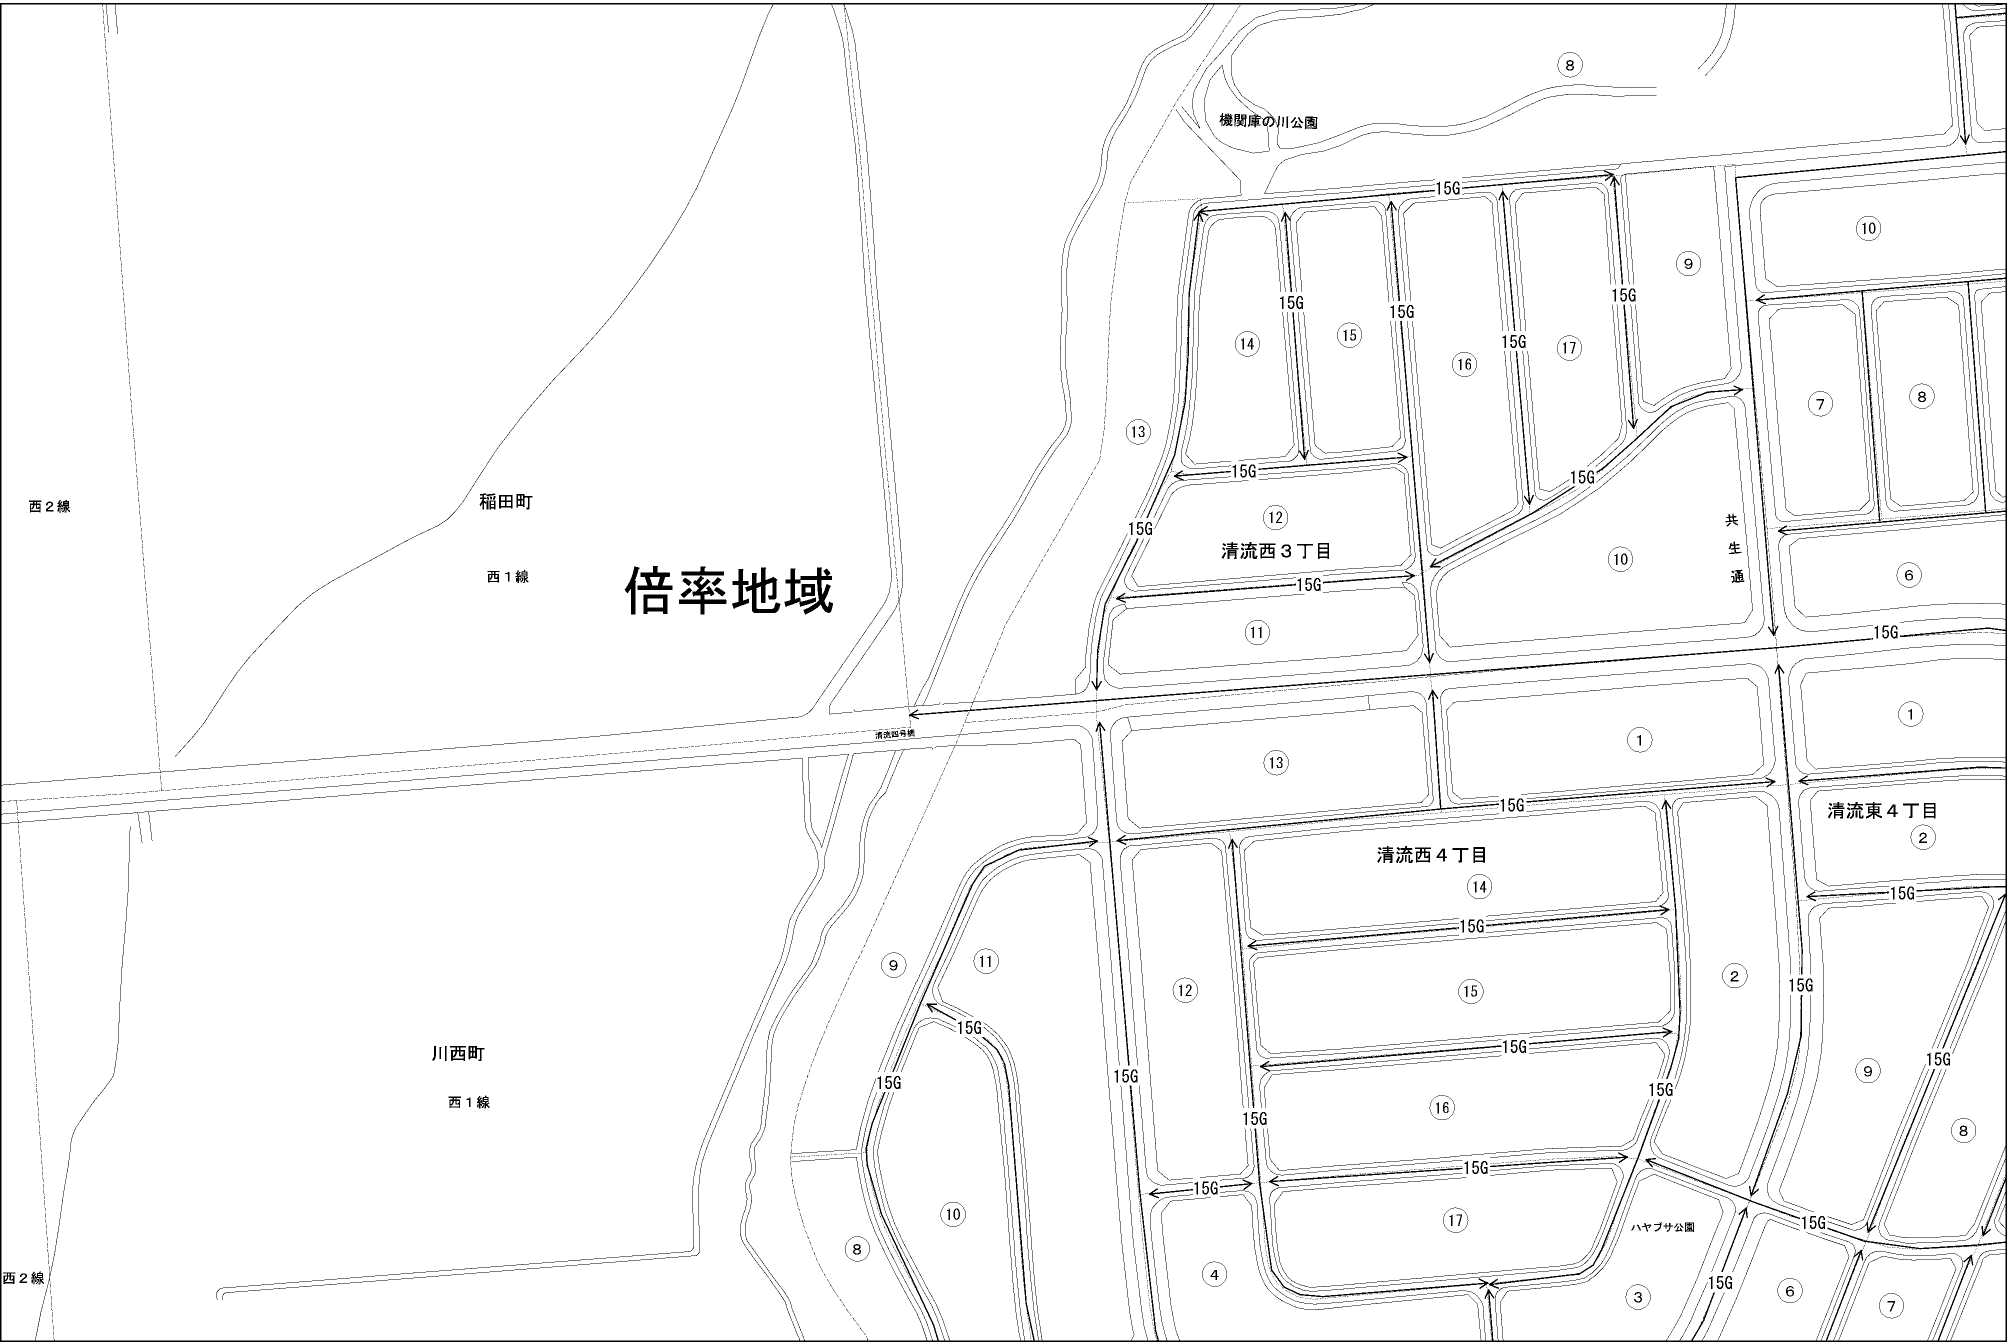 ⑧
機関庫の川公園
15G
⑩
⑨
15G
15G
15G
15G
⑭
⑮
⑯
⑰
⑦
⑧
⑬
15G
15G
西２線
稲田町
西１線
倍率地域
15G
⑫
清流西３丁目
15G
⑩
共生通
⑥
⑪
15G
清流四号橋
⑬
①
①
15G
清流東４丁目
②
清流西４丁目
⑭
15G
15G
⑨
⑪
⑫
⑮
②
15G
15G
川西町
西１線
15G
15G
15G
15G
⑯
15G
15G
⑨
⑧
15G
15G
⑩
⑰
ハヤブサ公園
15G
⑧
④
③
15G
⑥
⑦
西２線